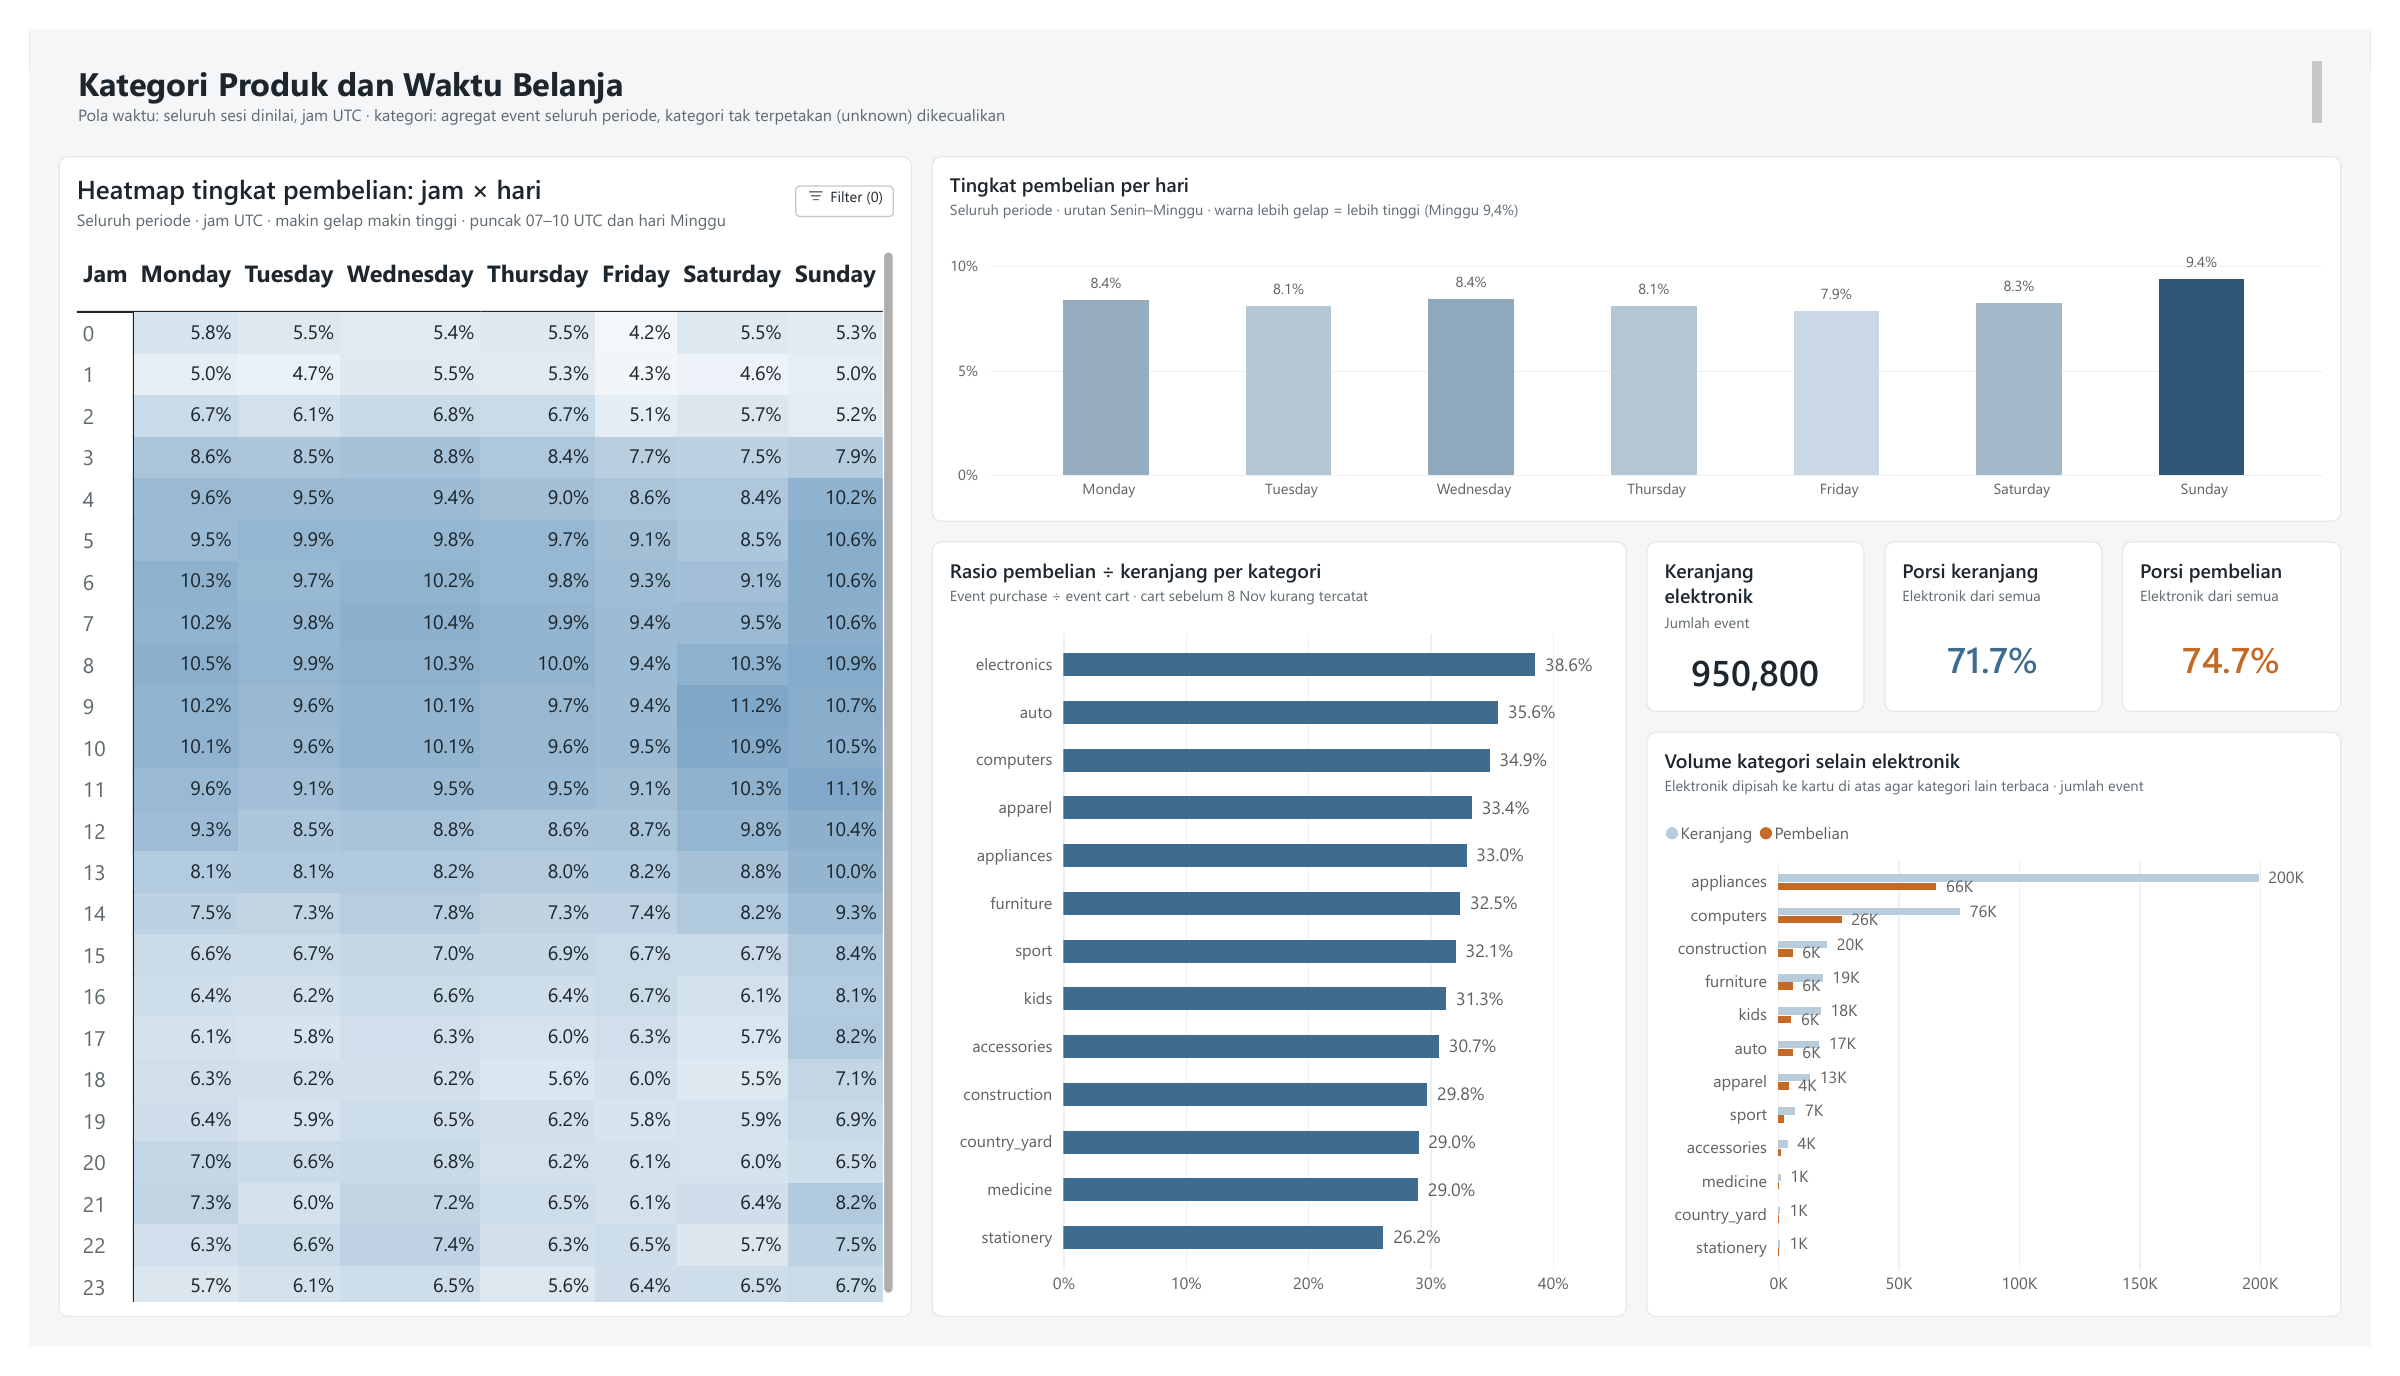 Kategori Produk dan Waktu Belanja
Pola waktu: seluruh sesi dinilai, jam UTC · kategori: agregat event seluruh periode, kategori tak terpetakan (unknown) dikecualikan
Heatmap tingkat pembelian: jam × hari
Filter (0)
Seluruh periode · jam UTC · makin gelap makin tinggi · puncak 07–10 UTC dan hari Minggu
Jam Monday Tuesday Wednesday Thursday Friday Saturday Sunday
0 5.8% 5.5% 5.4% 5.5% 4.2% 5.5% 5.3%
1 5.0% 4.7% 5.5% 5.3% 4.3% 4.6% 5.0%
2 6.7% 6.1% 6.8% 6.7% 5.1% 5.7% 5.2%
3 8.6% 8.5% 8.8% 8.4% 7.7% 7.5% 7.9%
4 9.6% 9.5% 9.4% 9.0% 8.6% 8.4% 10.2%
5 9.5% 9.9% 9.8% 9.7% 9.1% 8.5% 10.6%
6 10.3% 9.7% 10.2% 9.8% 9.3% 9.1% 10.6%
7 10.2% 9.8% 10.4% 9.9% 9.4% 9.5% 10.6%
8 10.5% 9.9% 10.3% 10.0% 9.4% 10.3% 10.9%
9 10.2% 9.6% 10.1% 9.7% 9.4% 11.2% 10.7%
10 10.1% 9.6% 10.1% 9.6% 9.5% 10.9% 10.5%
11 9.6% 9.1% 9.5% 9.5% 9.1% 10.3% 11.1%
12 9.3% 8.5% 8.8% 8.6% 8.7% 9.8% 10.4%
13 8.1% 8.1% 8.2% 8.0% 8.2% 8.8% 10.0%
14 7.5% 7.3% 7.8% 7.3% 7.4% 8.2% 9.3%
15 6.6% 6.7% 7.0% 6.9% 6.7% 6.7% 8.4%
16 6.4% 6.2% 6.6% 6.4% 6.7% 6.1% 8.1%
17 6.1% 5.8% 6.3% 6.0% 6.3% 5.7% 8.2%
18 6.3% 6.2% 6.2% 5.6% 6.0% 5.5% 7.1%
19 6.4% 5.9% 6.5% 6.2% 5.8% 5.9% 6.9%
20 7.0% 6.6% 6.8% 6.2% 6.1% 6.0% 6.5%
21 7.3% 6.0% 7.2% 6.5% 6.1% 6.4% 8.2%
22 6.3% 6.6% 7.4% 6.3% 6.5% 5.7% 7.5%
23 5.7% 6.1% 6.5% 5.6% 6.4% 6.5% 6.7%
Tingkat pembelian per hari
Seluruh periode · urutan Senin–Minggu · warna lebih gelap = lebih tinggi (Minggu 9,4%)
10%
5%
0%
8.4% 8.1% 8.4% 8.1% 7.9% 8.3% 9.4%
Monday Tuesday Wednesday Thursday Friday Saturday Sunday
Rasio pembelian ÷ keranjang per kategori
Event purchase ÷ event cart · cart sebelum 8 Nov kurang tercatat
electronics 38.6%
auto 35.6%
computers 34.9%
apparel 33.4%
appliances 33.0%
furniture 32.5%
sport 32.1%
kids 31.3%
accessories 30.7%
construction 29.8%
country_yard 29.0%
medicine 29.0%
stationery 26.2%
0% 10% 20% 30% 40%
Keranjang
elektronik
Jumlah event
950,800
Porsi keranjang
Elektronik dari semua
71.7%
Porsi pembelian
Elektronik dari semua
74.7%
Volume kategori selain elektronik
Elektronik dipisah ke kartu di atas agar kategori lain terbaca · jumlah event
Keranjang Pembelian
appliances 200K 66K
computers 76K 26K
construction 20K 6K
furniture 19K 6K
kids 18K 6K
auto 17K 6K
apparel 13K 4K
sport 7K
accessories 4K
medicine 1K
country_yard 1K
stationery 1K
0K 50K 100K 150K 200K